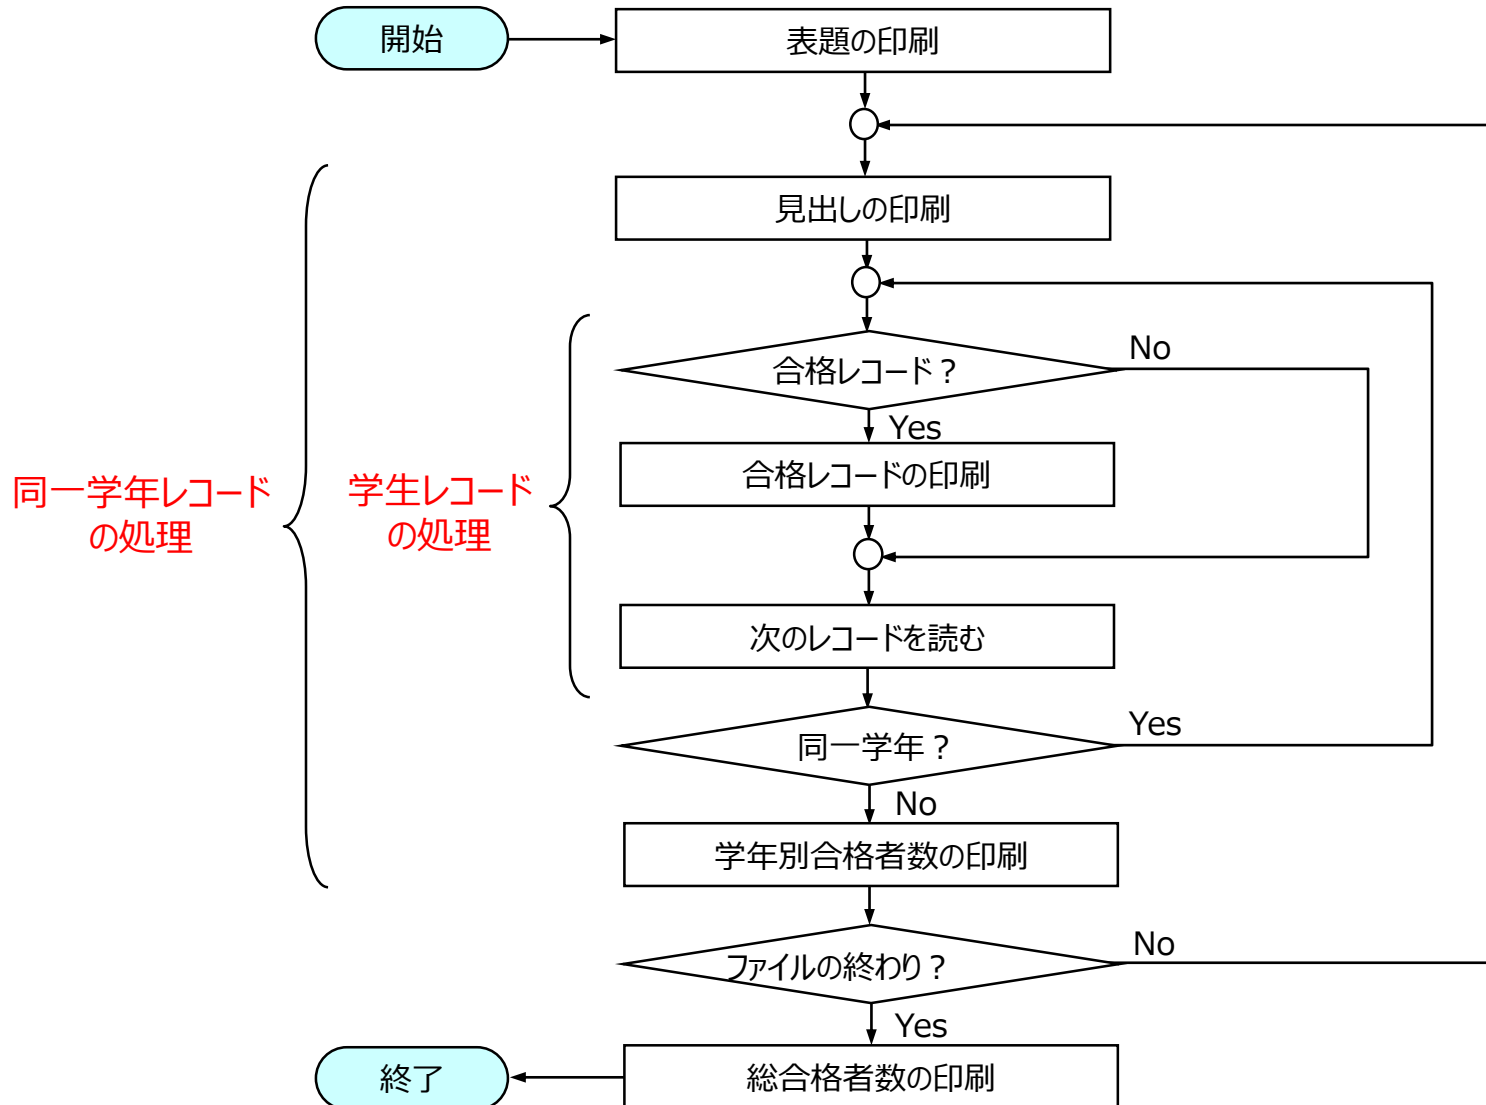 開始
表題の印刷
見出しの印刷
合格レコード？
No
Yes
合格レコードの印刷
同一学年レコード
の処理
学生レコード
の処理
次のレコードを読む
同一学年？
Yes
No
学年別合格者数の印刷
ファイルの終わり？
No
Yes
総合格者数の印刷
終了